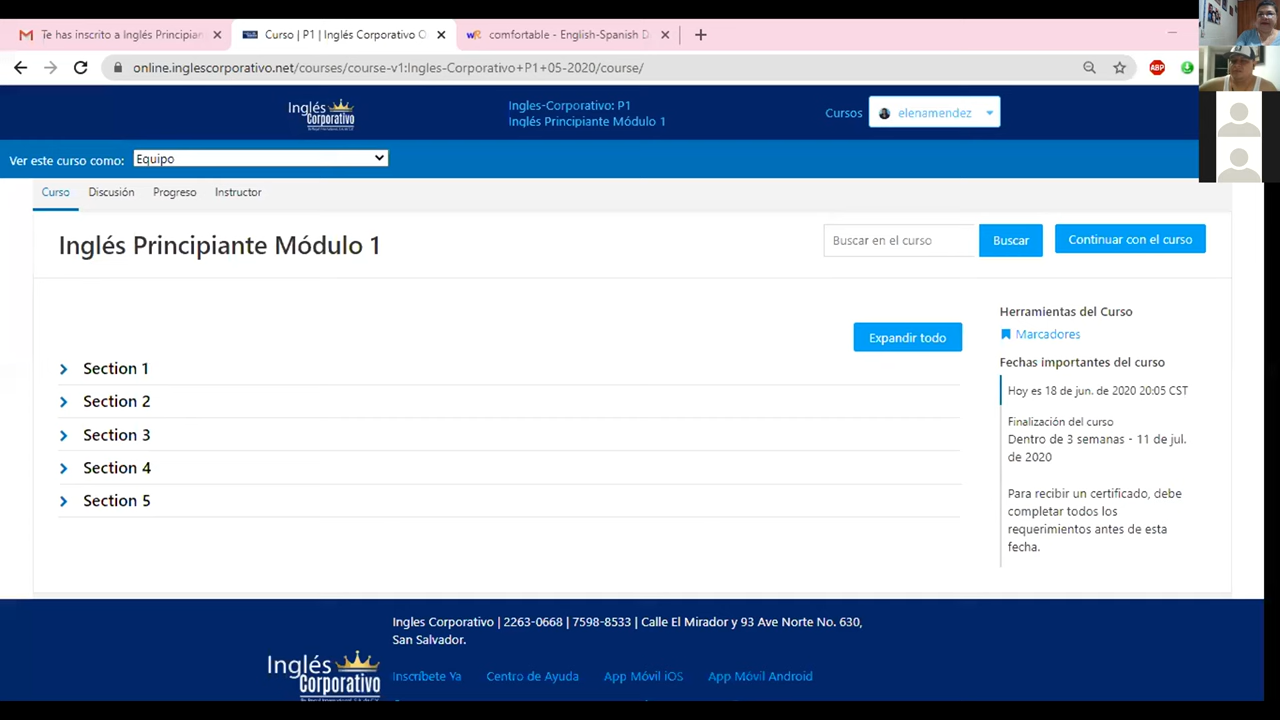 Te has inscrito a Inglés Principian
Curso | P1 | Inglés Corporativo O
wR comfortable - English-Spanish D
online.inglescorporativo.net/courses/course-v1:Ingles-Corporativo+P1+05-2020/course/
ABP
Inglés
Corporativo
Ingles-Corporativo: P1
Inglés Principiante Módulo 1
Cursos
elenamendez
Ver este curso como:
Equipo
Curso
Discusión
Progreso
Instructor
Inglés Principiante Módulo 1
Buscar en el curso
Buscar
Continuar con el curso
Expandir todo
Section 1
Section 2
Section 3
Section 4
Section 5
Herramientas del Curso
Marcadores
Fechas importantes del curso
Hoy es 18 de jun. de 2020 20:05 CST
Finalización del curso
Dentro de 3 semanas - 11 de jul.
de 2020
Para recibir un certificado, debe
completar todos los
requerimientos antes de esta
fecha.
Ingles Corporativo | 2263-0668 | 7598-8533 | Calle El Mirador y 93 Ave Norte No. 630,
San Salvador.
Inglés
Corporativo
Inscríbete Ya
Centro de Ayuda
App Móvil iOS
App Móvil Android